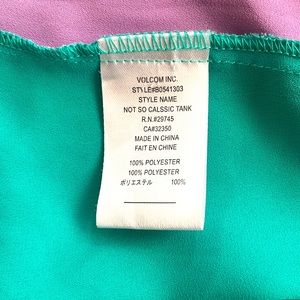 VOLCOM INC.
STYLE#B0541303
STYLE NAME
NOT SO CALSSIC TANK
R.N.#29745
CA#32350
MADE IN CHINA
FAIT EN CHINE
100% POLYESTER
100% POLYESTER
ポリエステル 100%